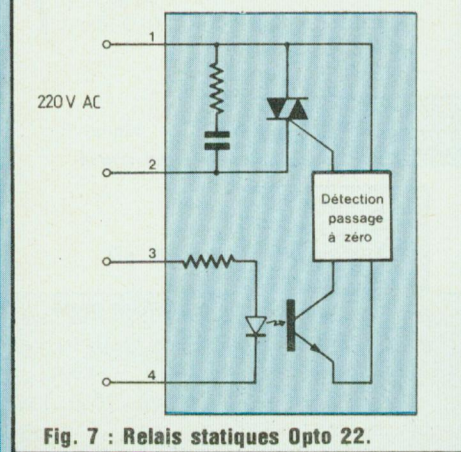 1
220 V AC
2
Détection
passage
à zéro
3
4
Fig. 7 : Relais statiques Opto 22.